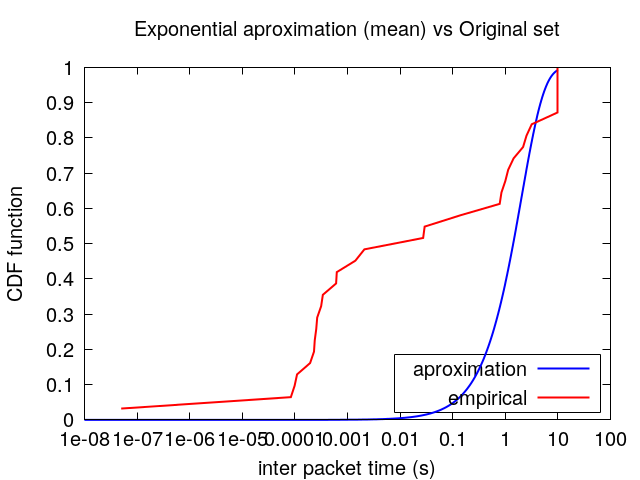 Exponential aproximation (mean) vs Original set
1
0.9
0.8
0.7
0.6
0.5
0.4
0.3
0.2
0.1
0
CDF function
aproximation
empirical
1e-08 1e-07 1e-06 1e-05 0.0001 0.001 0.01 0.1 1 10 100
inter packet time (s)